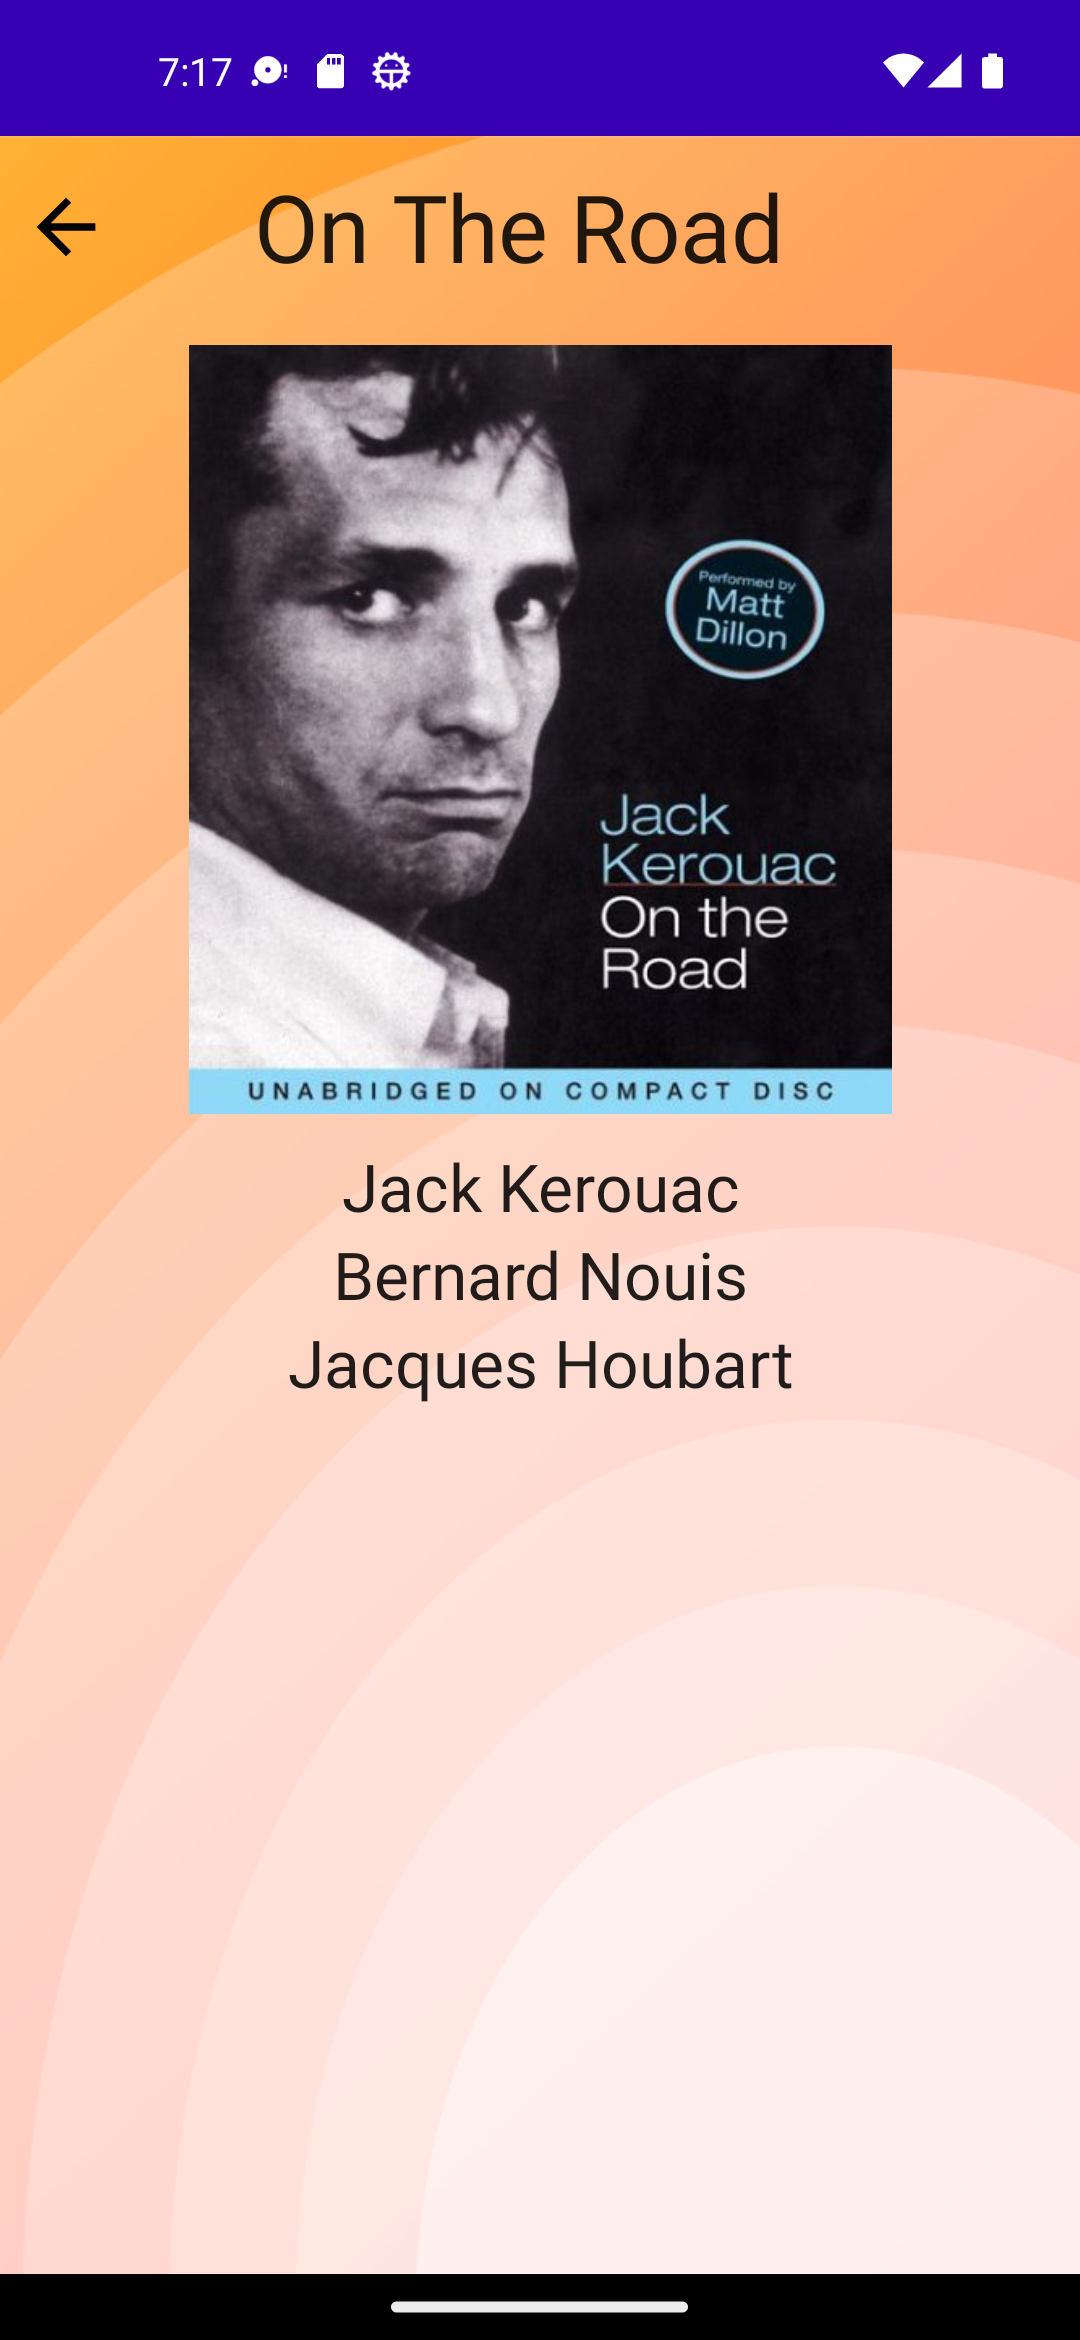 7:17
On The Road
Performed by
Matt
Dillon
Jack
Kerouac
On the
Road
UNABRIDGED ON COMPACT DISC
Jack Kerouac
Bernard Nouis
Jacques Houbart